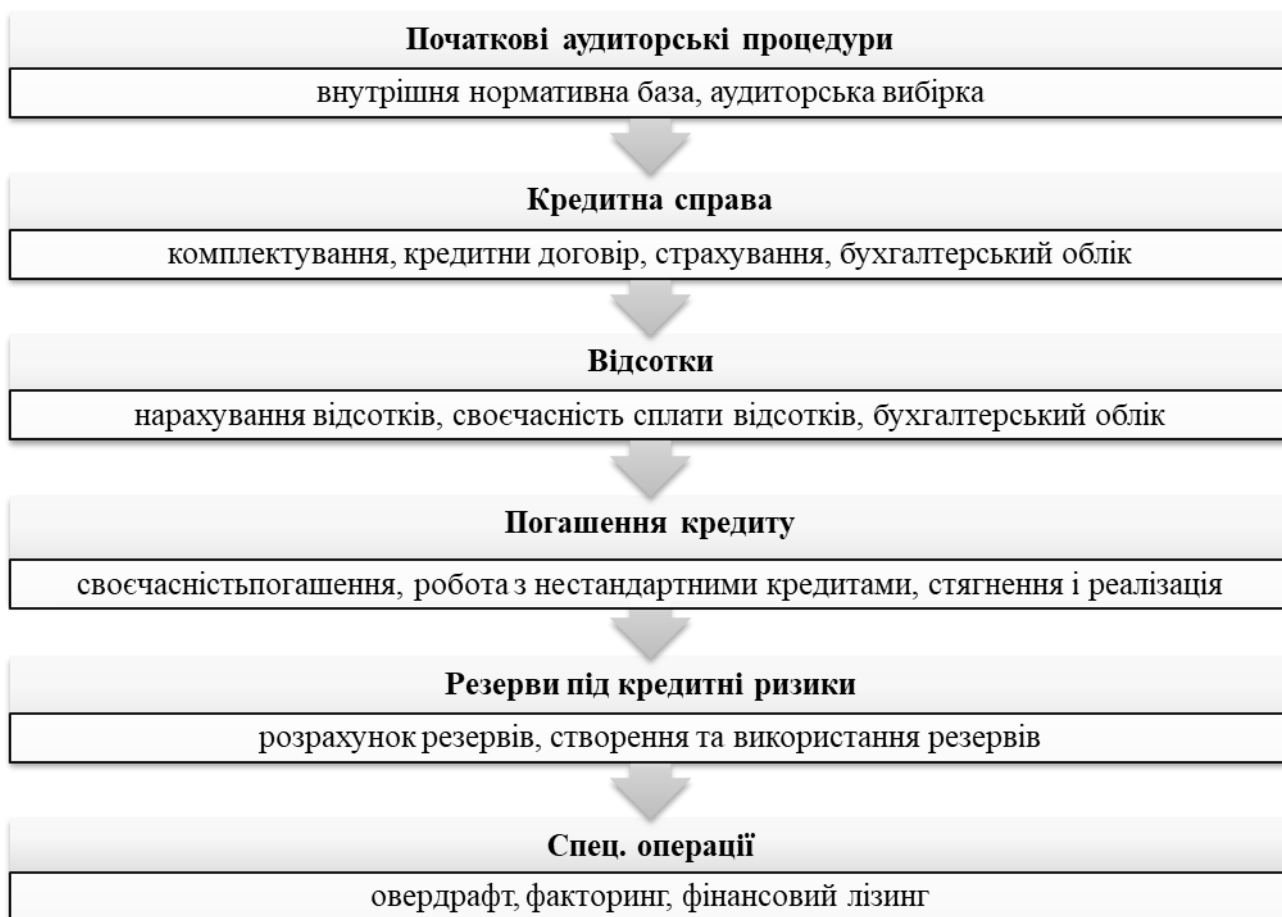 Початкові аудиторські процедури
внутрішня нормативна база, аудиторська вибірка
Кредитна справа
комплектування, кредитни договір, страхування, бухгалтерський облік
Відсотки
нарахування відсотків, своєчасність сплати відсотків, бухгалтерський облік
Погашення кредиту
своєчасністьпогашення, робота з нестандартними кредитами, стягнення і реалізація
Резерви під кредитні ризики
розрахунок резервів, створення та використання резервів
Спец. операції
овердрафт, факторинг, фінансовий лізинг